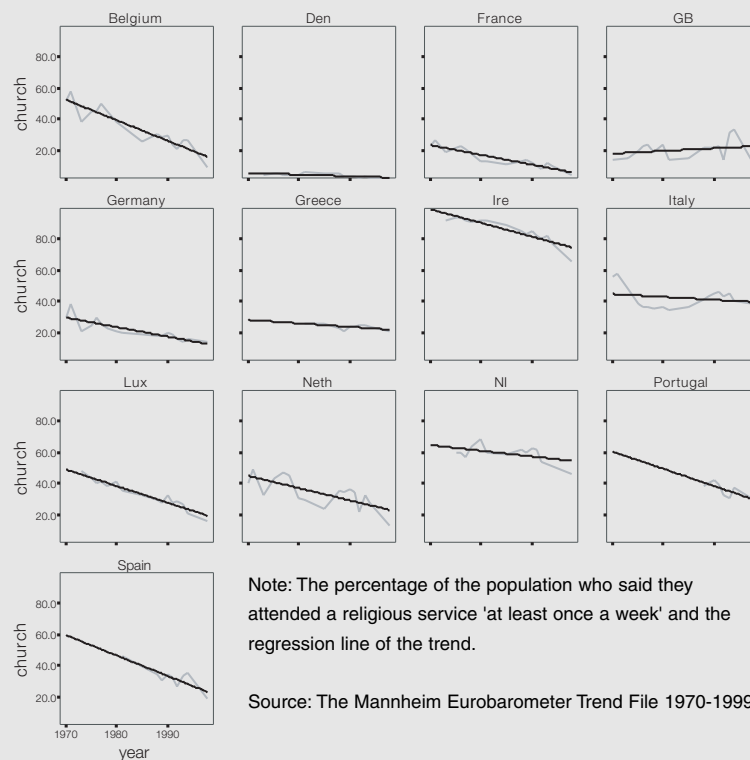 Belgium Den France GB
80.0
church
60.0
40.0
20.0
Germany Greece Ire Italy
80.0
church
60.0
40.0
20.0
Lux Neth NI Portugal
80.0
church
60.0
40.0
20.0
Spain
80.0
church
60.0
40.0
20.0
1970 1980 1990
year
Note: The percentage of the population who said they
attended a religious service 'at least once a week' and the
regression line of the trend.
Source: The Mannheim Eurobarometer Trend File 1970-1999